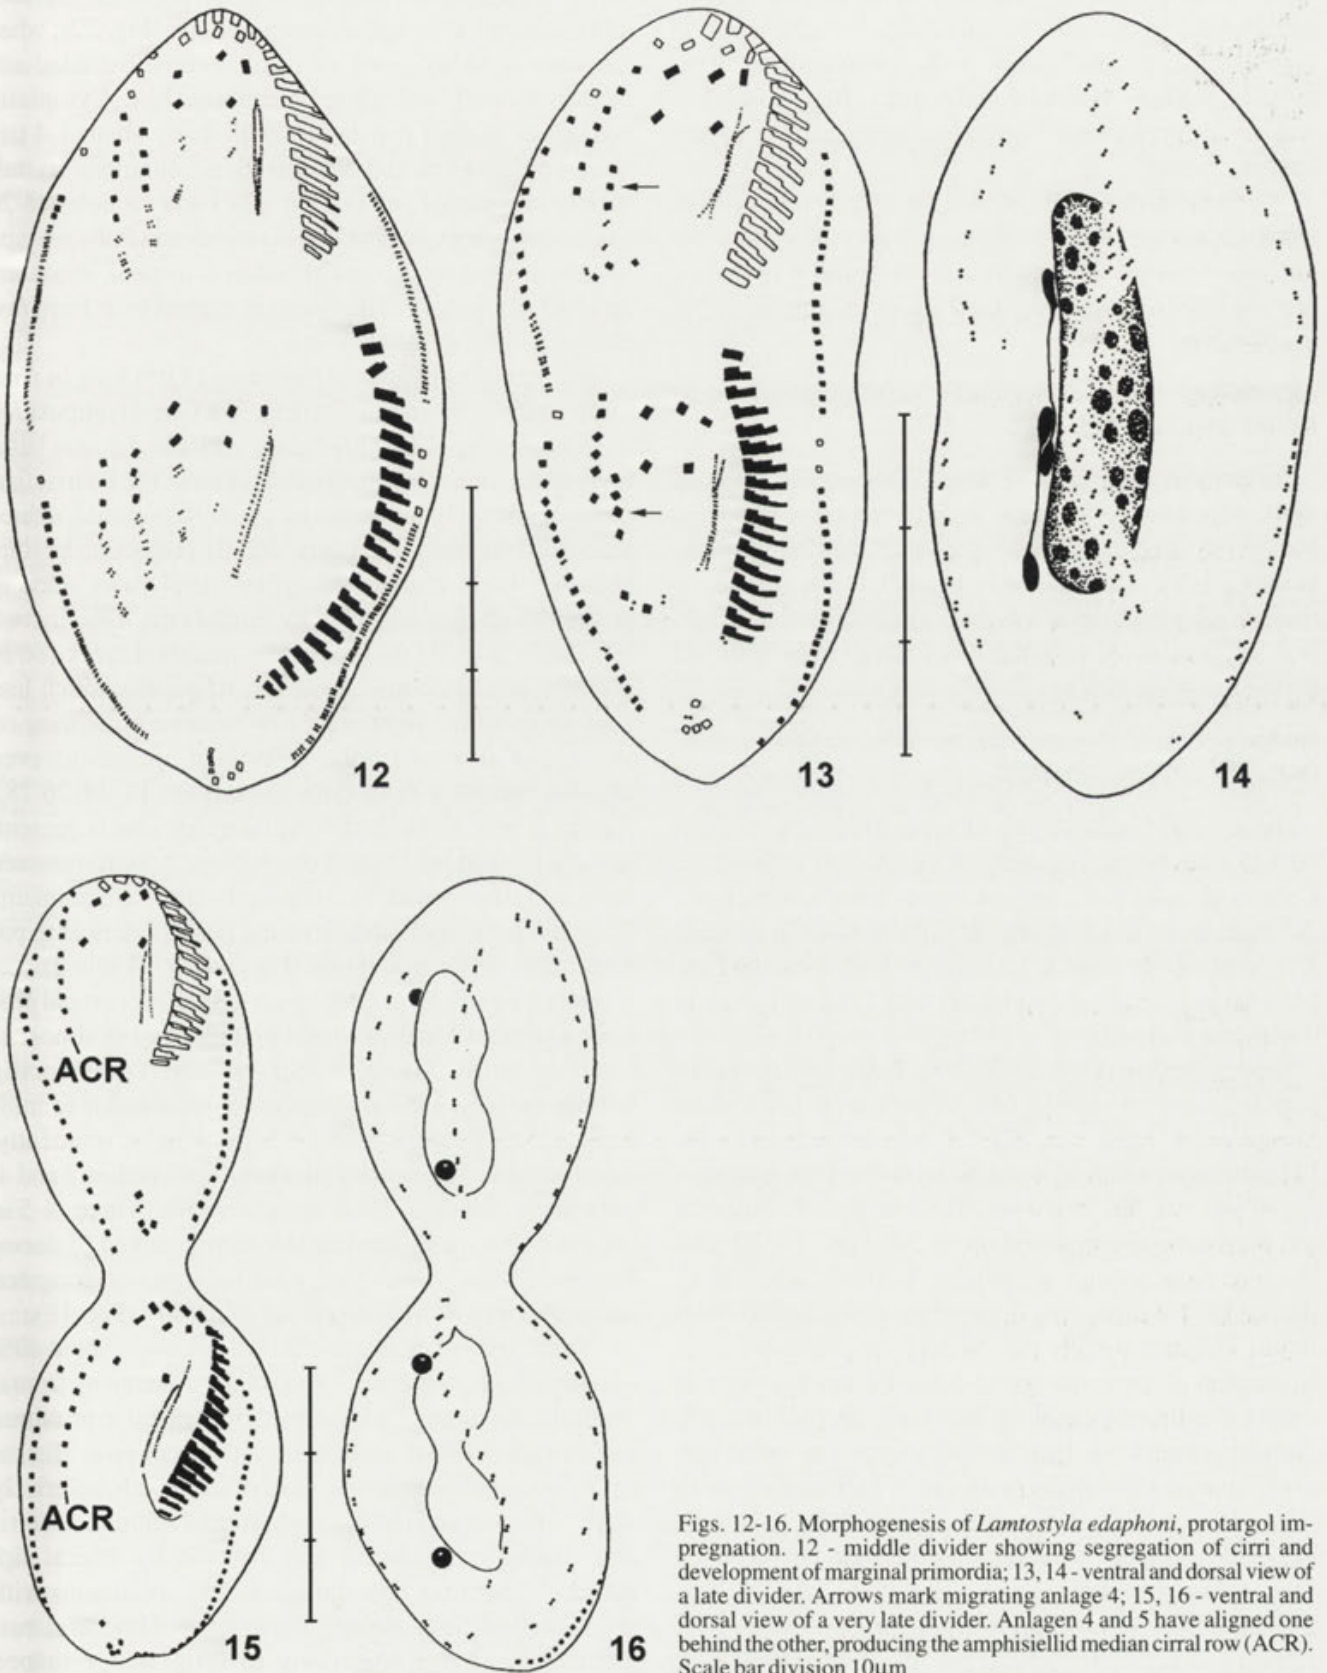 12
13
14
ACR
ACR
15
16
Figs. 12-16. Morphogenesis of Lamtostyla edaphoni, protargol im-
pregnation. 12 - middle divider showing segregation of cirri and
development of marginal primordia; 13, 14 - ventral and dorsal view of
a late divider. Arrows mark migrating anlage 4; 15, 16 - ventral and
dorsal view of a very late divider. Anlagen 4 and 5 have aligned one
behind the other, producing the amphisiellid median cirral row (ACR).
Scale bar division 10µm